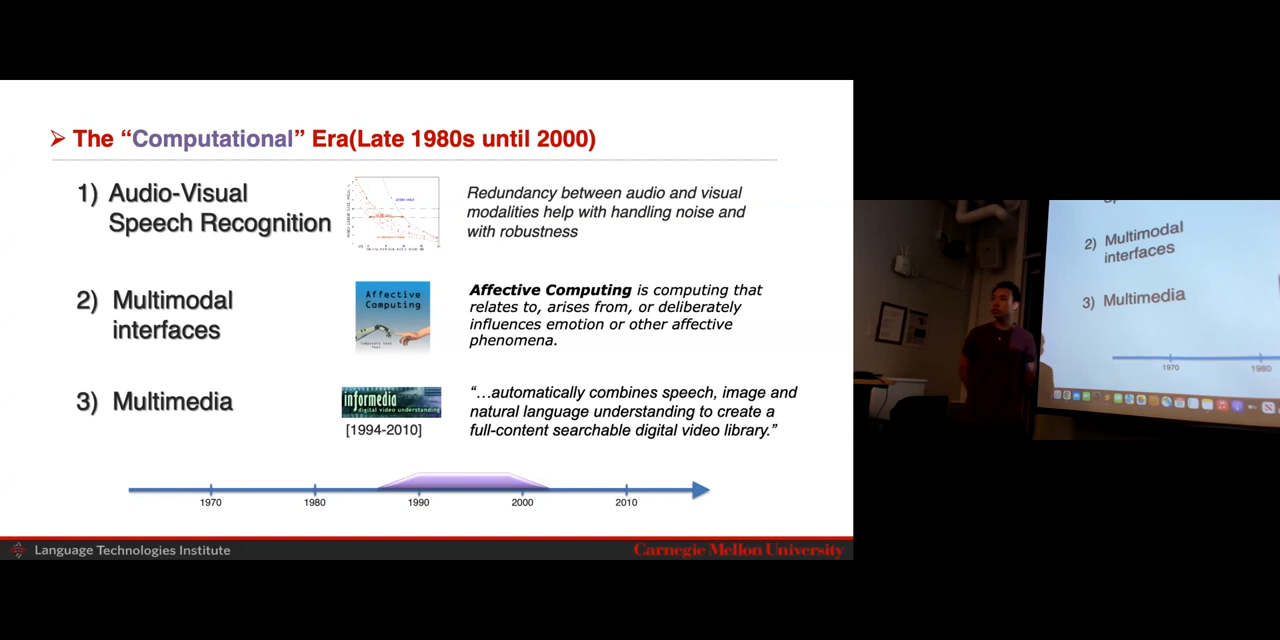 The “Computational” Era(Late 1980s until 2000)
1) Audio-Visual
Speech Recognition
Redundancy between audio and visual
modalities help with handling noise and
with robustness
2) Multimodal
interfaces
Affective
Computing
Affective Computing is computing that
relates to, arises from, or deliberately
influences emotion or other affective
phenomena.
3) Multimedia
informedia
digital video understanding
[1994-2010]
“…automatically combines speech, image and
natural language understanding to create a
full-content searchable digital video library.”
1970 1980 1990 2000 2010
Language Technologies Institute
Carnegie Mellon University
2) Multimodal
interfaces
3) Multimedia
1970 1980